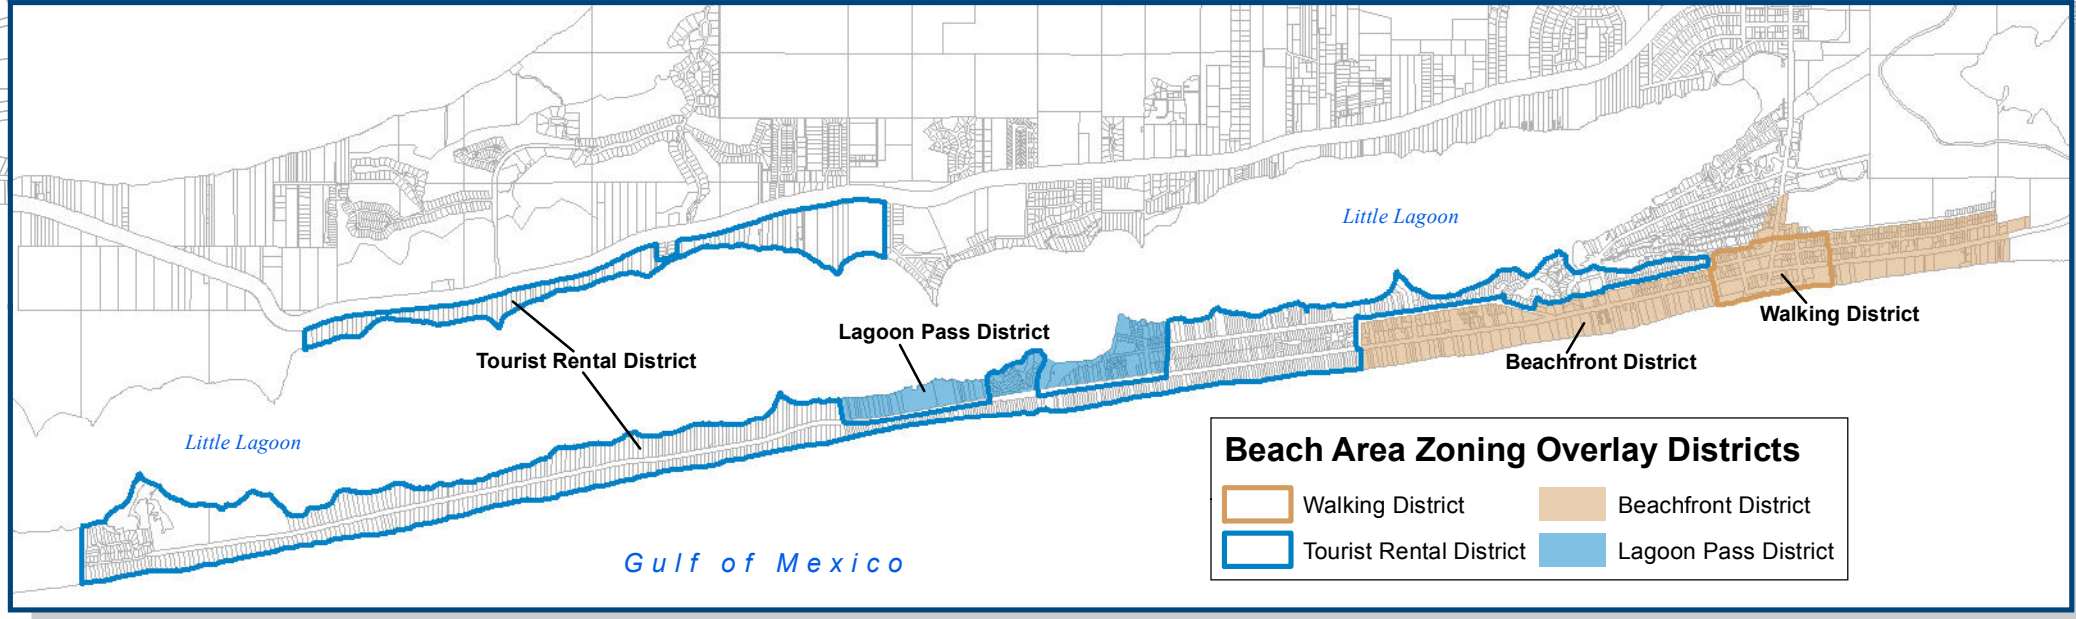 Little Lagoon
Walking District
Lagoon Pass District
Tourist Rental District
Beachfront District
Little Lagoon
Gulf of Mexico
Beach Area Zoning Overlay Districts
Walking District
Beachfront District
Tourist Rental District
Lagoon Pass District